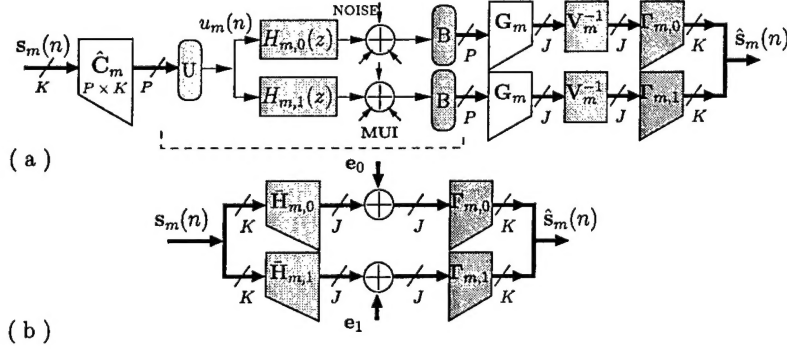 s_m(n) K Ĉ_m P × K P U u_m(n) H_{m,0}(z) NOISE B P G_m J V_m^{-1} J Γ_{m,0} K ŝ_m(n)
H_{m,1}(z) MUI B P G_m J V_m^{-1} J Γ_{m,1} K
(a)
e_0
s_m(n) K H̄_{m,0} J J Γ_{m,0} K ŝ_m(n)
K H̄_{m,1} J J Γ_{m,1} K
e_1
(b)